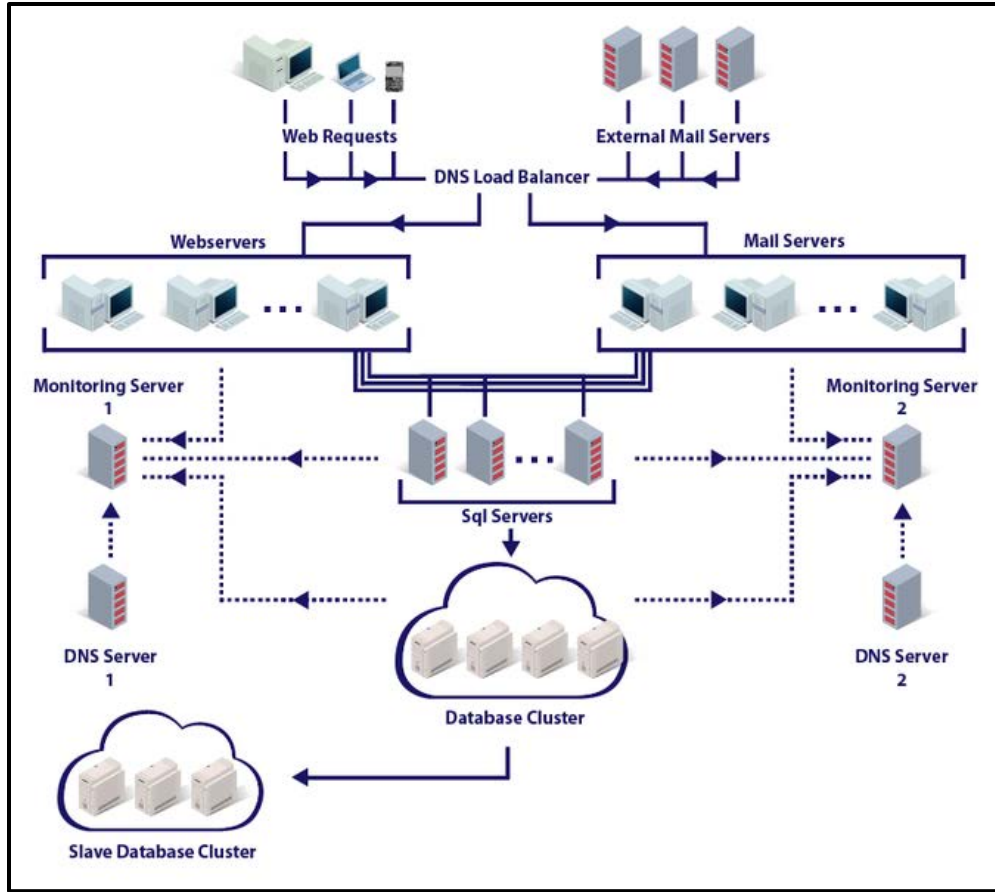 Web Requests
External Mail Servers
DNS Load Balancer
Webservers
Mail Servers
Monitoring Server
1
Monitoring Server
2
Sql Servers
DNS Server
1
DNS Server
2
Database Cluster
Slave Database Cluster